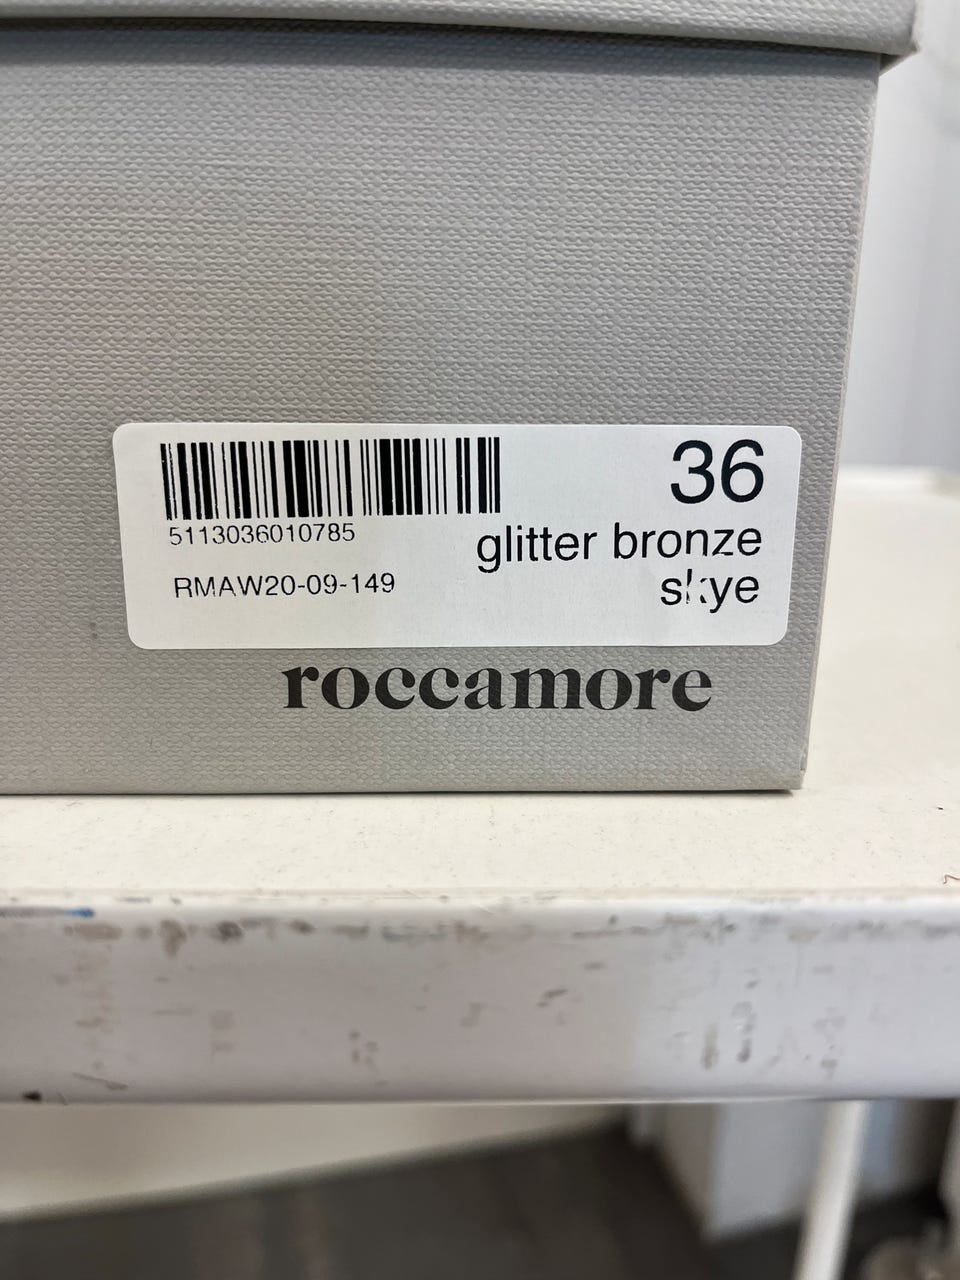 36
5113036010785
glitter bronze
RMAW20-09-149
skye
roccamore